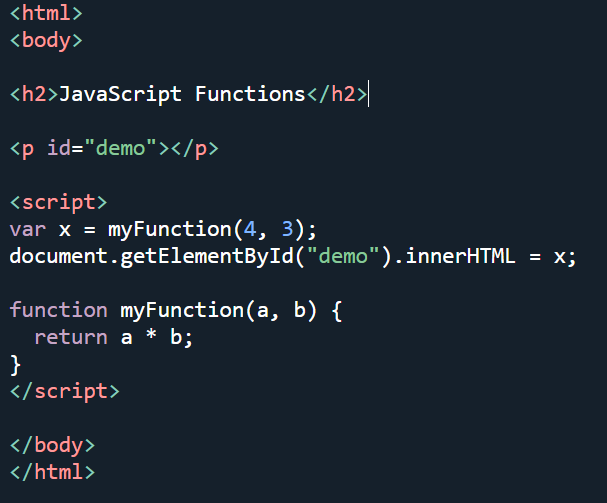 <html>
<body>
<h2>JavaScript Functions</h2>
<p id="demo"></p>
<script>
var x = myFunction(4, 3);
document.getElementById("demo").innerHTML = x;
function myFunction(a, b) {
  return a * b;
}
</script>
</body>
</html>